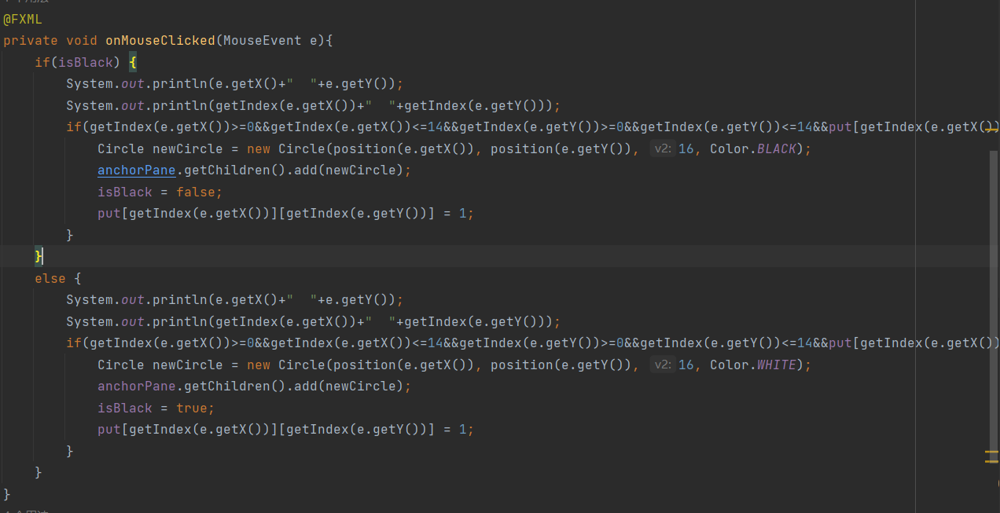 @FXML
private void onMouseClicked(MouseEvent e){
if(isBlack) {
System.out.println(e.getX()+"  "+e.getY());
System.out.println(getIndex(e.getX())+"  "+getIndex(e.getY()));
if(getIndex(e.getX())>=0&&getIndex(e.getX())<=14&&getIndex(e.getY())>=0&&getIndex(e.getY())<=14&&put[getIndex(e.getX())
Circle newCircle = new Circle(position(e.getX()), position(e.getY()), v2: 16, Color.BLACK);
anchorPane.getChildren().add(newCircle);
isBlack = false;
put[getIndex(e.getX())][getIndex(e.getY())] = 1;
}
}
else {
System.out.println(e.getX()+"  "+e.getY());
System.out.println(getIndex(e.getX())+"  "+getIndex(e.getY()));
if(getIndex(e.getX())>=0&&getIndex(e.getX())<=14&&getIndex(e.getY())>=0&&getIndex(e.getY())<=14&&put[getIndex(e.getX())
Circle newCircle = new Circle(position(e.getX()), position(e.getY()), v2: 16, Color.WHITE);
anchorPane.getChildren().add(newCircle);
isBlack = true;
put[getIndex(e.getX())][getIndex(e.getY())] = 1;
}
}
}